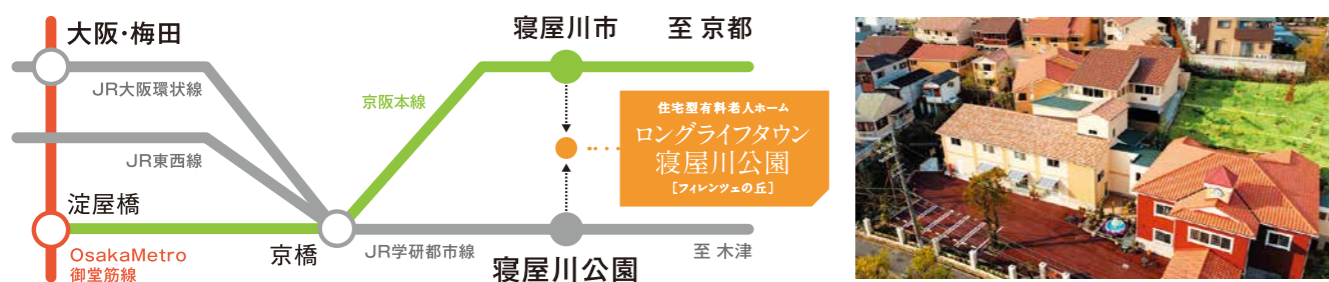 大阪・梅田
寝屋川市
至 京都
JR大阪環状線
京阪本線
住宅型有料老人ホーム
ロングライフタウン
寝屋川公園
[フィレンツェの丘]
JR東西線
淀屋橋
OsakaMetro
御堂筋線
京橋
JR学研都市線
寝屋川公園
至 木津